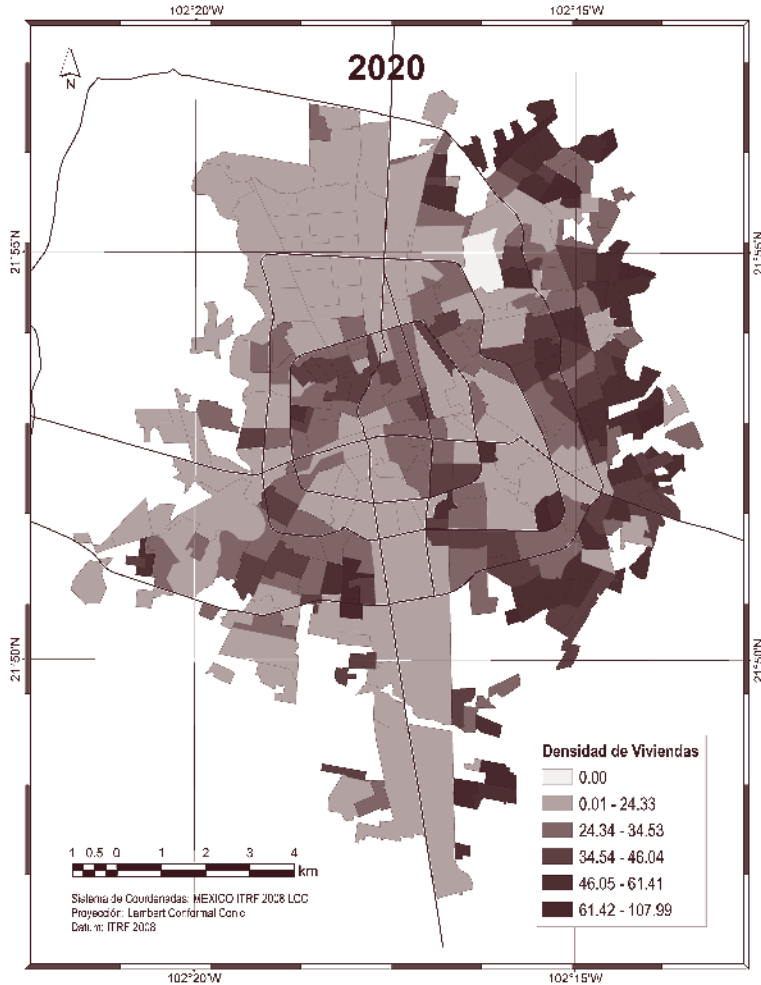 102°20'W 102°15'W
2020
N
21°55'N 21°55'N
21°50'N 21°50'N
Densidad de Viviendas
0.00
0.01 - 24.33
24.34 - 34.53
34.54 - 46.04
46.05 - 61.41
61.42 - 107.99
1 0.5 0 1 2 3 4
km
Sistema de Coordenadas: MEXICO ITRF 2008 LCC
Proyección: Lambert Conformal Conic
Datum: ITRF 2008
102°20'W 102°15'W